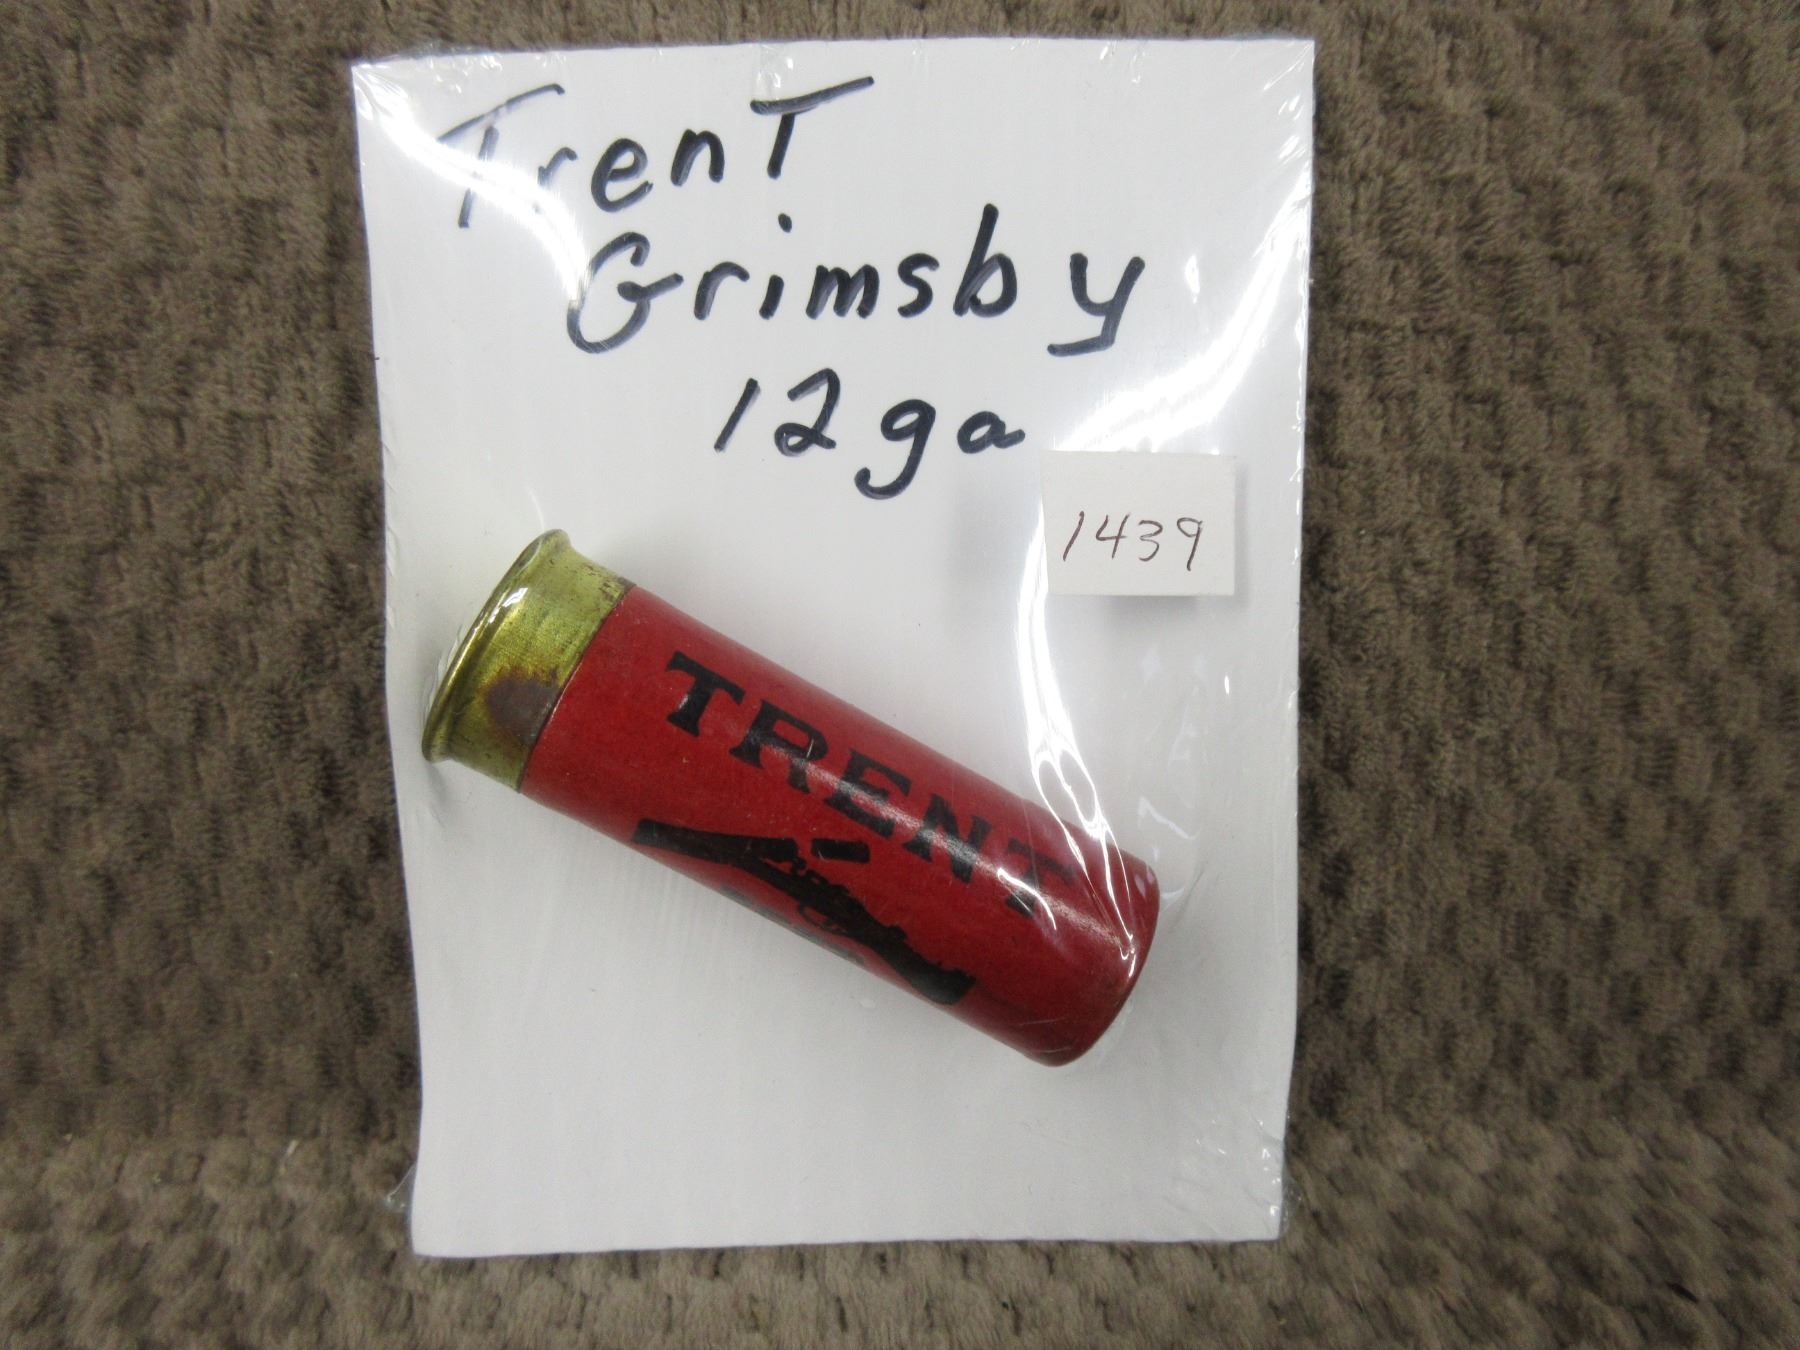 TrenT
Grimsby
12ga
1439
TRENT